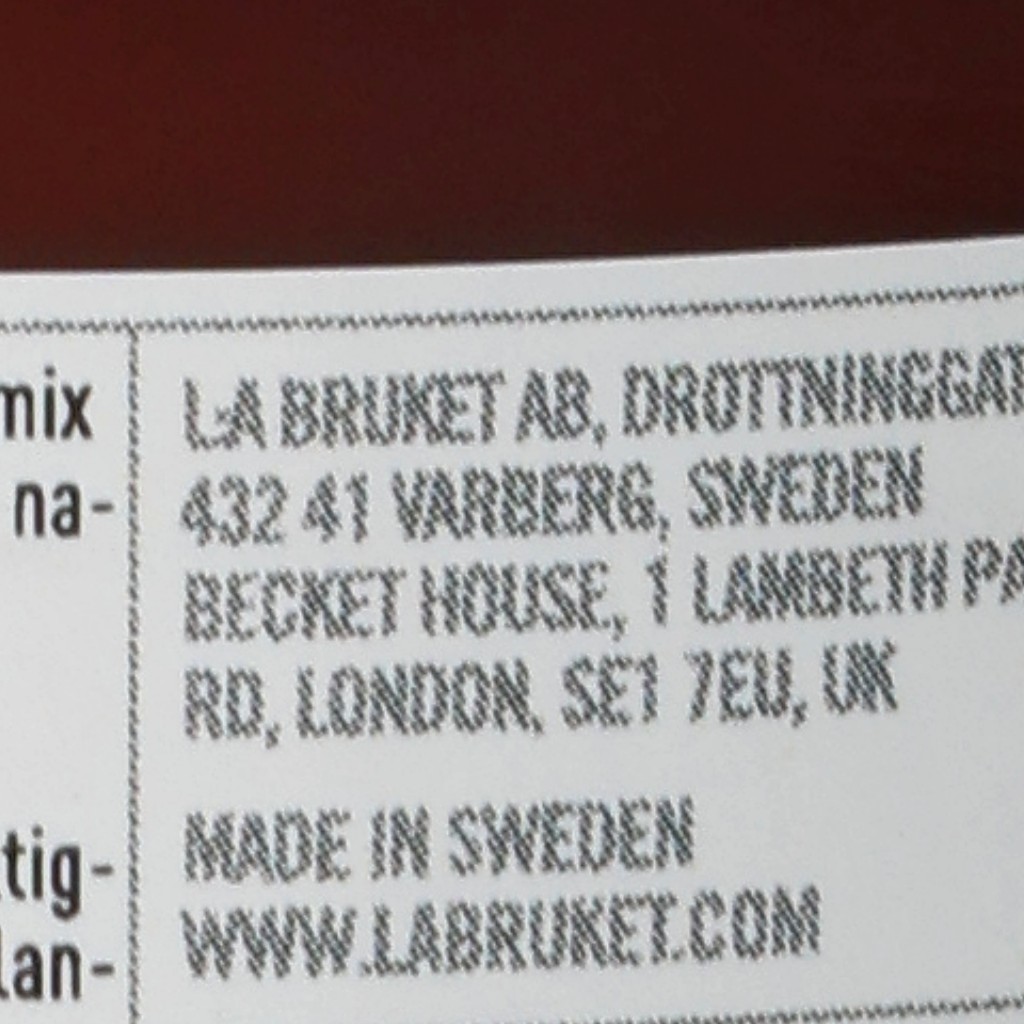 mix
na-
tig-
lan-
L:A BRUKET AB, DROTTNINGGAT
432 41 VARBERG, SWEDEN
BECKET HOUSE, 1 LAMBETH PA
RD, LONDON, SE1 7EU, UK
MADE IN SWEDEN
WWW.LABRUKET.COM